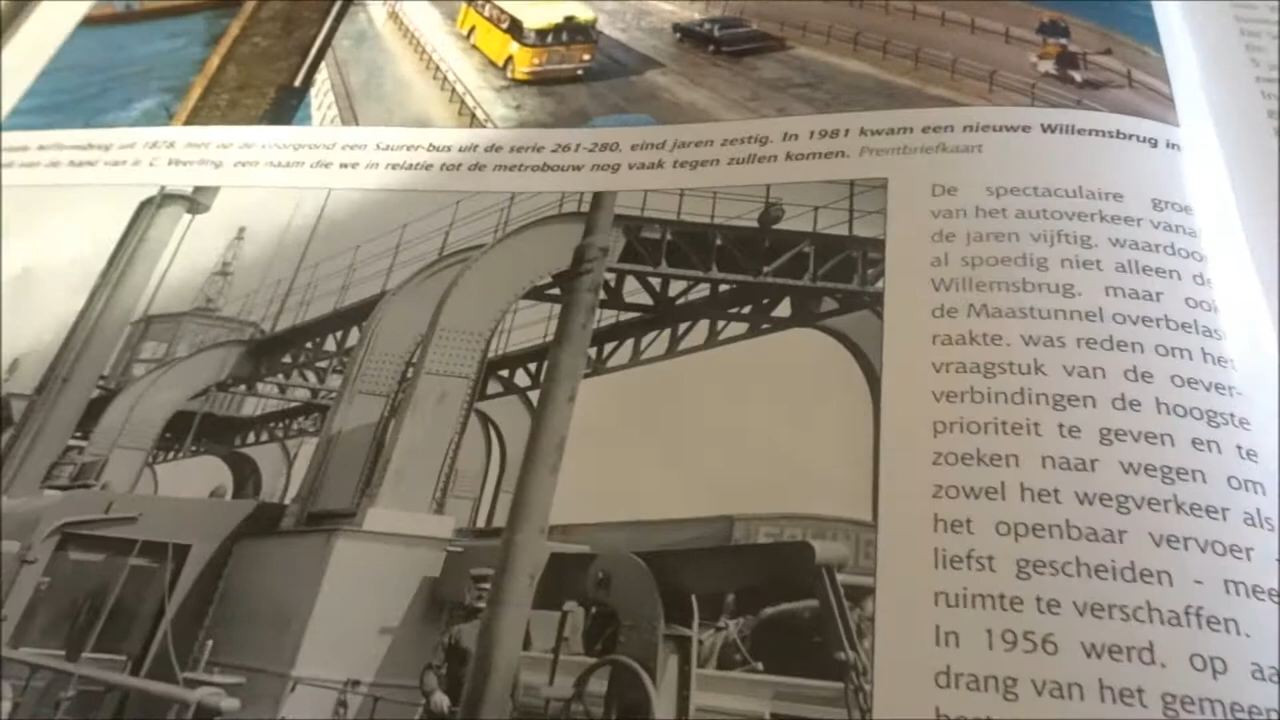 Willemsbrug uit 1878, met op de voorgrond een Saurer-bus uit de serie 261-280, eind jaren zestig. In 1981 kwam een nieuwe Willemsbrug in
van de hand van ir. C. Veerling, een naam die we in relatie tot de metrobouw nog vaak tegen zullen komen. Prentbriefkaart
De spectaculaire groe
van het autoverkeer vana
de jaren vijftig, waardoo
al spoedig niet alleen de
Willemsbrug, maar ook
de Maastunnel overbelas
raakte, was reden om het
vraagstuk van de oever-
verbindingen de hoogste
prioriteit te geven en te
zoeken naar wegen om
zowel het wegverkeer als
het openbaar vervoer
liefst gescheiden - mee
ruimte te verschaffen.
In 1956 werd, op aa
drang van het gemeen